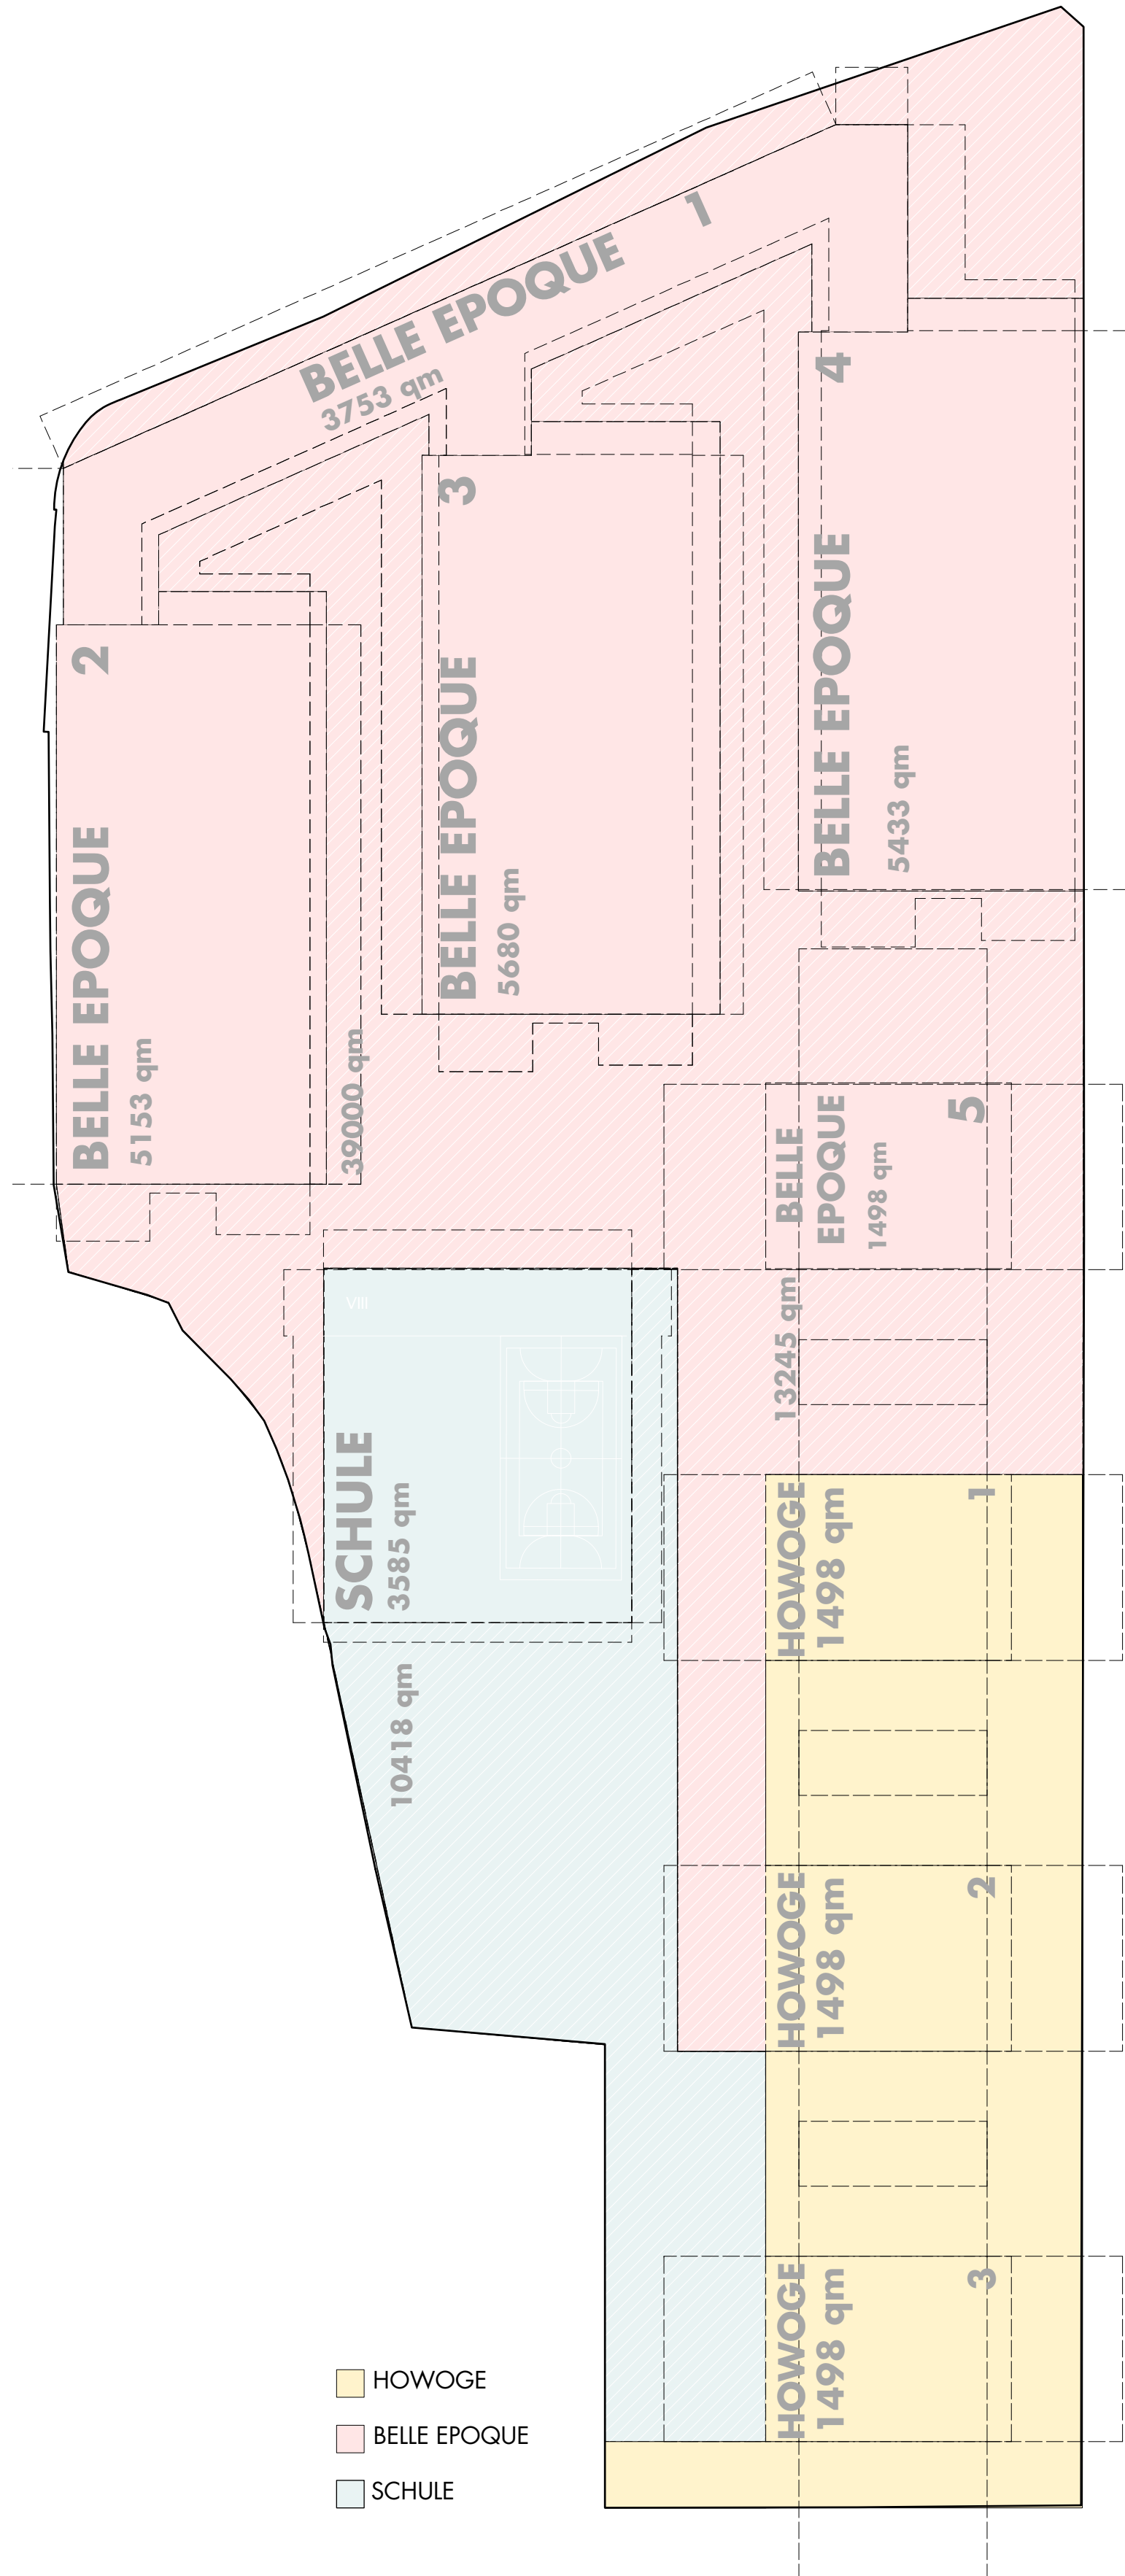 BELLE EPOQUE 1
3753 qm
BELLE EPOQUE 2
5153 qm
39000 qm
BELLE EPOQUE 3
5680 qm
BELLE EPOQUE 4
5433 qm
BELLE
EPOQUE 5
1498 qm
13245 qm
VIII
SCHULE
3585 qm
10418 qm
HOWOGE 1
1498 qm
HOWOGE 2
1498 qm
HOWOGE 3
1498 qm
HOWOGE
BELLE EPOQUE
SCHULE